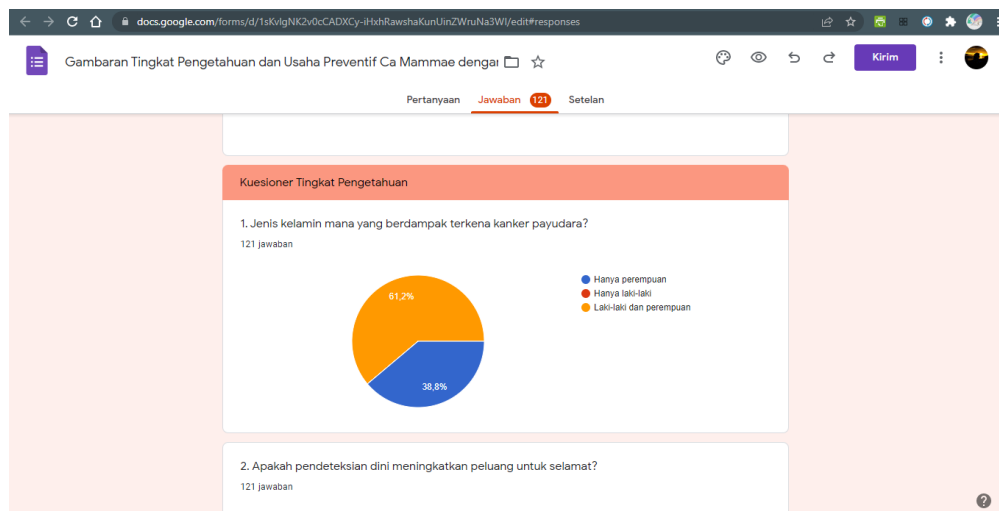 docs.google.com/forms/d/1sKvlgNK2v0cCADXCy-iHxhRawshaKunUinZWruNa3WI/edit#responses
Gambaran Tingkat Pengetahuan dan Usaha Preventif Ca Mammae dengar
Kirim
Pertanyaan Jawaban 121 Setelan
Kuesioner Tingkat Pengetahuan
1. Jenis kelamin mana yang berdampak terkena kanker payudara?
121 jawaban
61,2%
38,8%
Hanya perempuan
Hanya laki-laki
Laki-laki dan perempuan
2. Apakah pendeteksian dini meningkatkan peluang untuk selamat?
121 jawaban